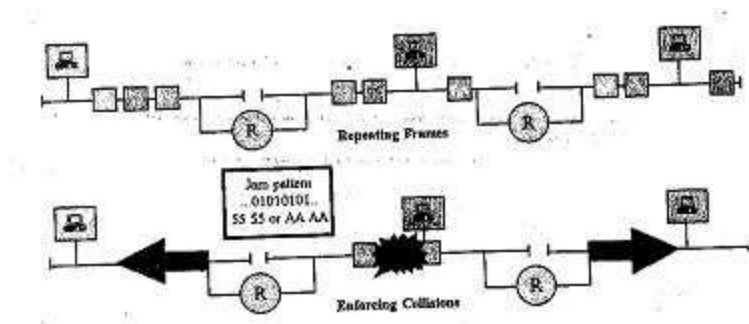 R
R
Repeating Frames
Jam pattern
...01010101...
55 55 or AA AA
R
R
Enforcing Collisions